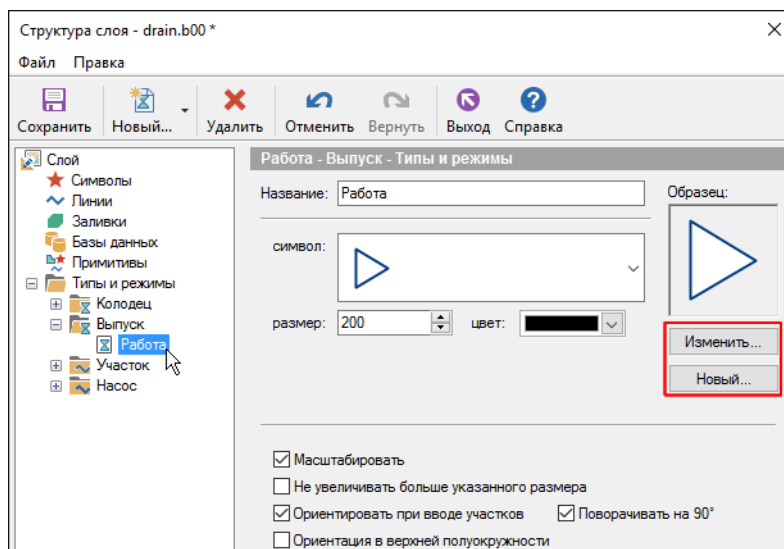 Структура слоя - drain.b00 *
Файл Правка
Сохранить Новый... Удалить Отменить Вернуть Выход Справка
Слой
Символы
Линии
Заливки
Базы данных
Примитивы
Типы и режимы
Колодец
Выпуск
Работа
Участок
Насос
Работа - Выпуск - Типы и режимы
Название: Работа
Образец:
символ:
размер: 200 цвет:
Изменить...
Новый...
Масштабировать
Не увеличивать больше указанного размера
Ориентировать при вводе участков Поворачивать на 90°
Ориентация в верхней полуокружности